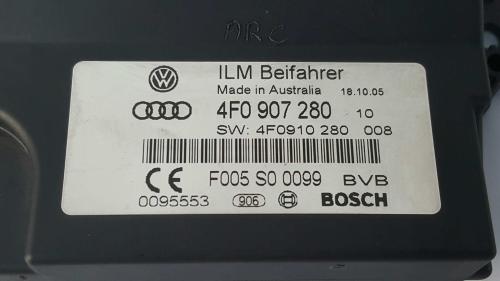 ARC
ILM Beifahrer
Made in Australia 18.10.05
4F0 907 280 10
SW: 4F0910 280 008
F005 S0 0099 BVB
0095553 906 BOSCH